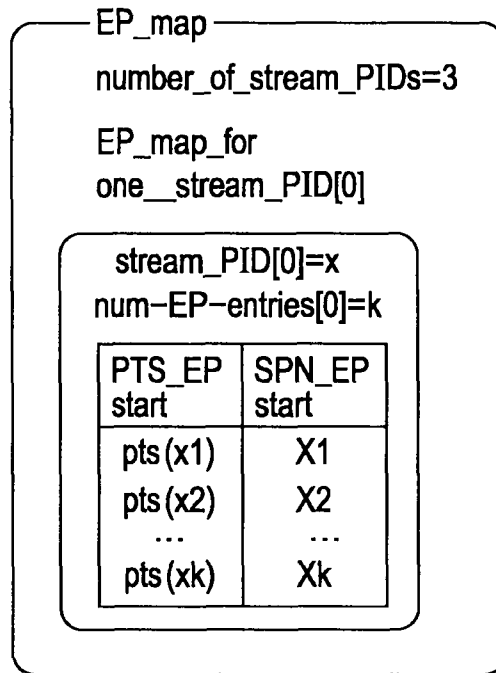 EP_map
number_of_stream_PIDs=3
EP_map_for
one__stream_PID[0]
stream_PID[0]=x
num-EP-entries[0]=k
PTS_EP start SPN_EP start
pts(x1) X1
pts(x2) X2
... ...
pts(xk) Xk